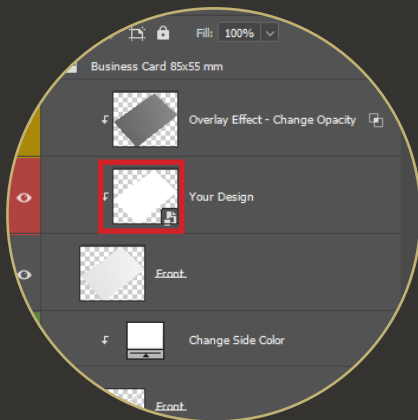 Fill: 100%
Business Card 85x55 mm
Overlay Effect - Change Opacity
Your Design
Front
Change Side Color
Front